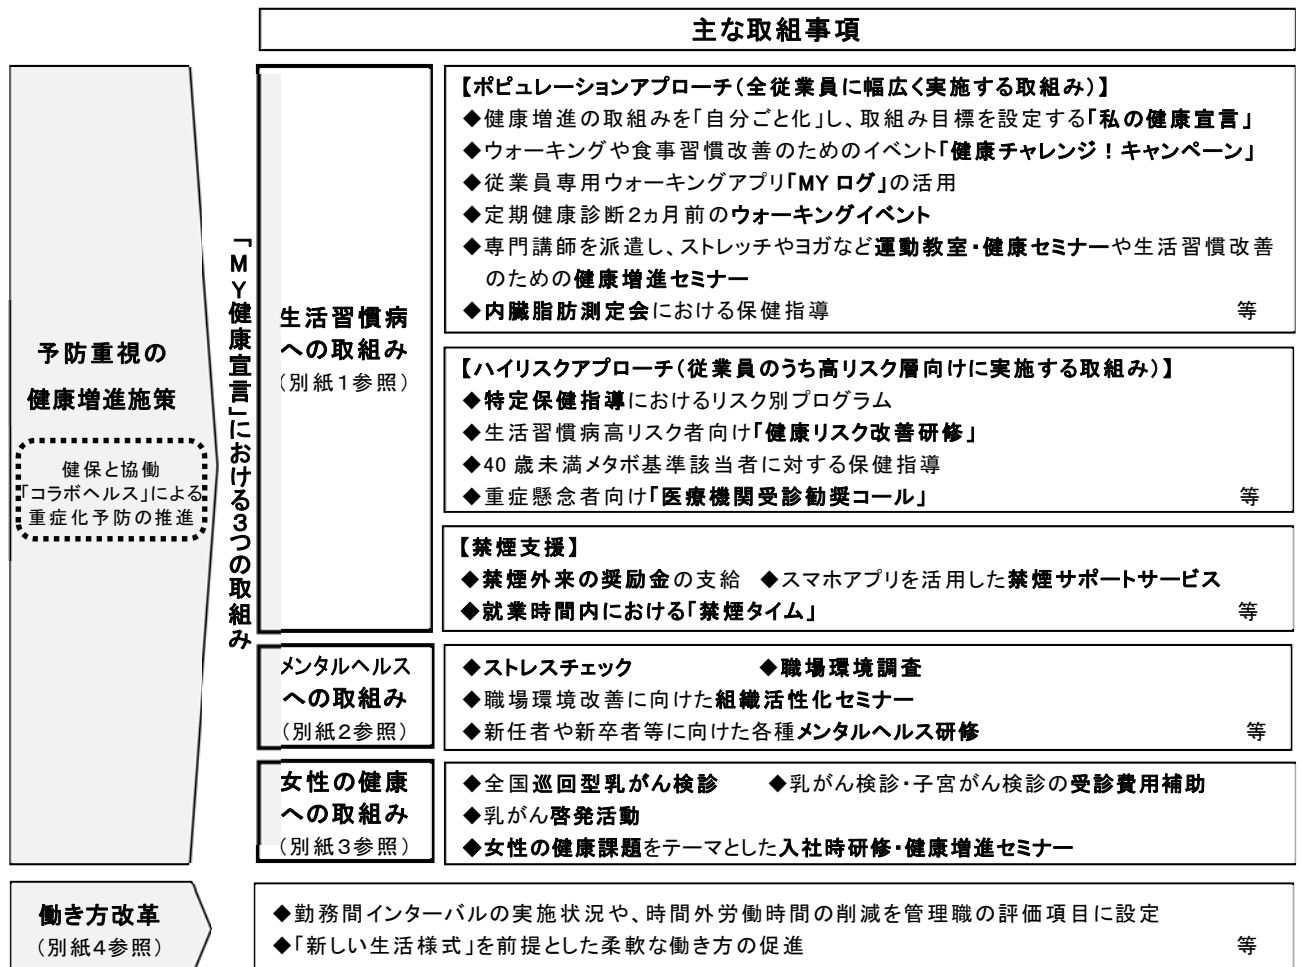 主な取組事項
予防重視の
健康増進施策
健保と協働
「コラボヘルス」による
重症化予防の推進
「MY健康宣言」における3つの取組み
生活習慣病
への取組み
（別紙1参照）
【ポピュレーションアプローチ（全従業員に幅広く実施する取組み）】
◆健康増進の取組みを「自分ごと化」し、取組み目標を設定する「私の健康宣言」
◆ウォーキングや食事習慣改善のためのイベント「健康チャレンジ！キャンペーン」
◆従業員専用ウォーキングアプリ「MYログ」の活用
◆定期健康診断2ヵ月前のウォーキングイベント
◆専門講師を派遣し、ストレッチやヨガなど運動教室・健康セミナーや生活習慣改善
のための健康増進セミナー
◆内臓脂肪測定会における保健指導 等
【ハイリスクアプローチ（従業員のうち高リスク層向けに実施する取組み）】
◆特定保健指導におけるリスク別プログラム
◆生活習慣病高リスク者向け「健康リスク改善研修」
◆40歳未満メタボ基準該当者に対する保健指導
◆重症懸念者向け「医療機関受診勧奨コール」 等
【禁煙支援】
◆禁煙外来の奨励金の支給 ◆スマホアプリを活用した禁煙サポートサービス
◆就業時間内における「禁煙タイム」 等
メンタルヘルス
への取組み
（別紙2参照）
◆ストレスチェック ◆職場環境調査
◆職場環境改善に向けた組織活性化セミナー
◆新任者や新卒者等に向けた各種メンタルヘルス研修 等
女性の健康
への取組み
（別紙3参照）
◆全国巡回型乳がん検診 ◆乳がん検診・子宮がん検診の受診費用補助
◆乳がん啓発活動
◆女性の健康課題をテーマとした入社時研修・健康増進セミナー
働き方改革
（別紙4参照）
◆勤務間インターバルの実施状況や、時間外労働時間の削減を管理職の評価項目に設定
◆「新しい生活様式」を前提とした柔軟な働き方の促進 等